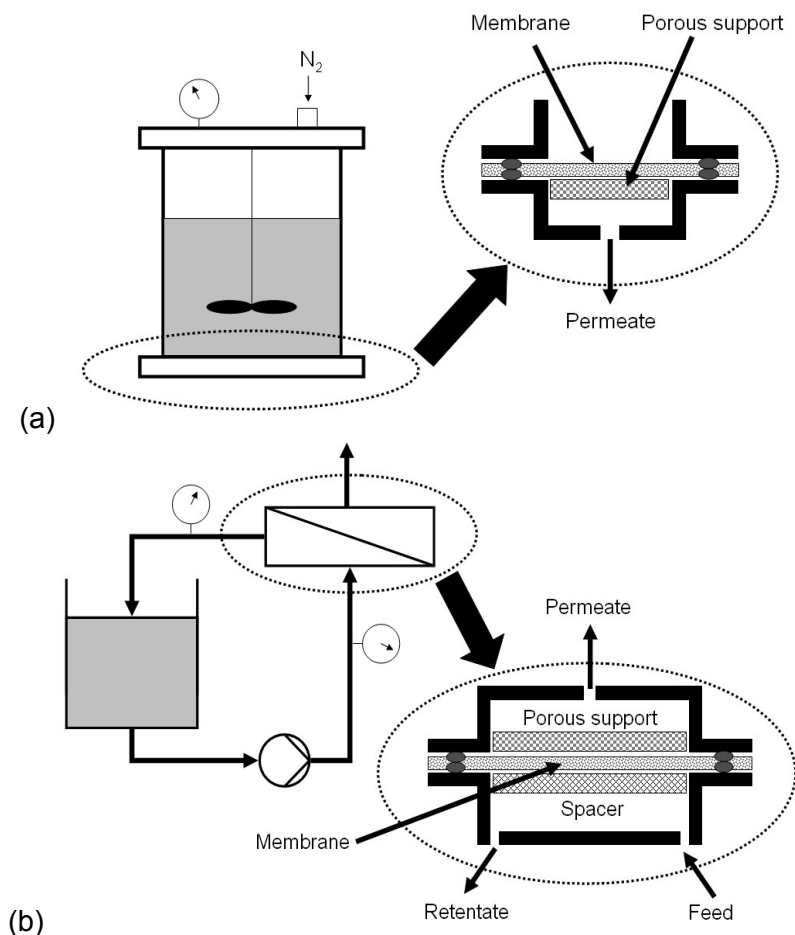 Membrane Porous support
N₂
Permeate
(a)
Permeate
Porous support
Spacer
Membrane
Retentate Feed
(b)